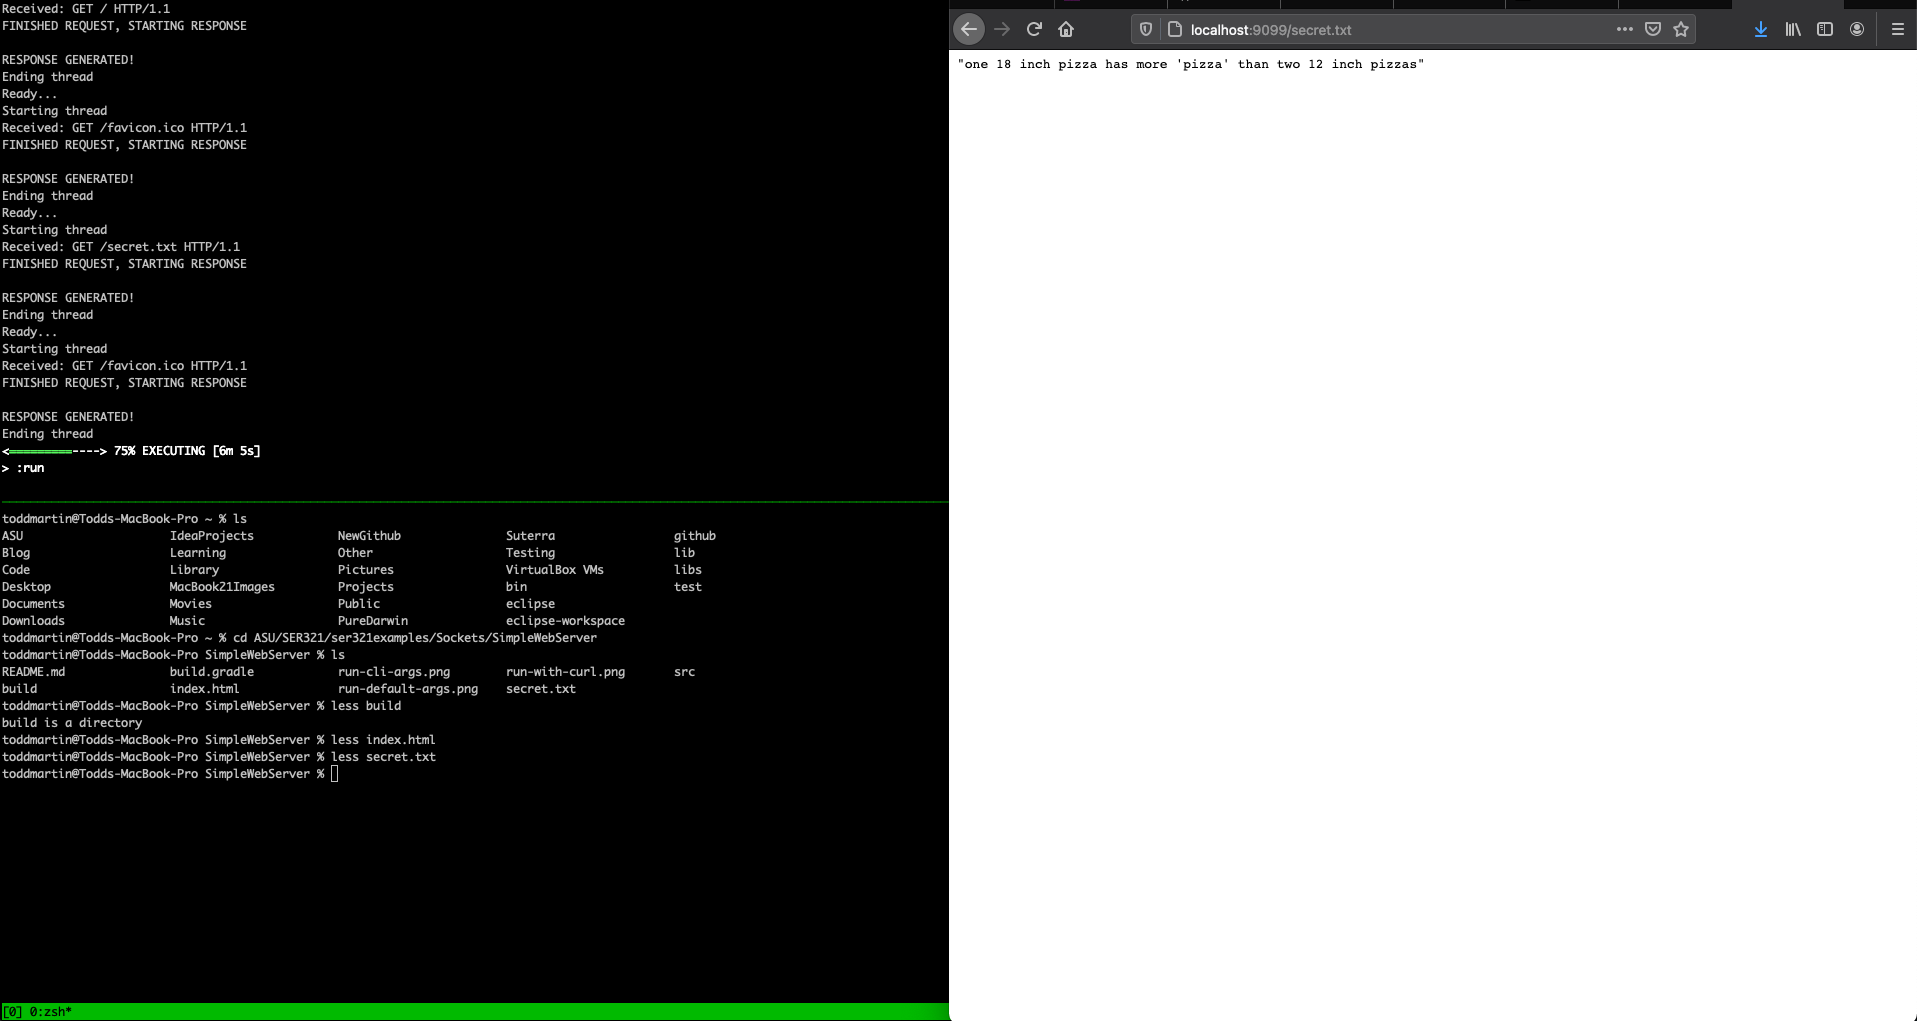 Received: GET / HTTP/1.1
FINISHED REQUEST, STARTING RESPONSE
RESPONSE GENERATED!
Ending thread
Ready...
Starting thread
Received: GET /favicon.ico HTTP/1.1
FINISHED REQUEST, STARTING RESPONSE
RESPONSE GENERATED!
Ending thread
Ready...
Starting thread
Received: GET /secret.txt HTTP/1.1
FINISHED REQUEST, STARTING RESPONSE
RESPONSE GENERATED!
Ending thread
Ready...
Starting thread
Received: GET /favicon.ico HTTP/1.1
FINISHED REQUEST, STARTING RESPONSE
RESPONSE GENERATED!
Ending thread
<=========----> 75% EXECUTING [6m 5s]
> :run
toddmartin@Todds-MacBook-Pro ~ % ls
ASU IdeaProjects NewGithub Suterra github
Blog Learning Other Testing lib
Code Library Pictures VirtualBox VMs libs
Desktop MacBook21Images Projects bin test
Documents Movies Public eclipse
Downloads Music PureDarwin eclipse-workspace
toddmartin@Todds-MacBook-Pro ~ % cd ASU/SER321/ser321examples/Sockets/SimpleWebServer
toddmartin@Todds-MacBook-Pro SimpleWebServer % ls
README.md build.gradle run-cli-args.png run-with-curl.png src
build index.html run-default-args.png secret.txt
toddmartin@Todds-MacBook-Pro SimpleWebServer % less build
build is a directory
toddmartin@Todds-MacBook-Pro SimpleWebServer % less index.html
toddmartin@Todds-MacBook-Pro SimpleWebServer % less secret.txt
toddmartin@Todds-MacBook-Pro SimpleWebServer %
[0] 0:zsh*
localhost:9099/secret.txt
"one 18 inch pizza has more 'pizza' than two 12 inch pizzas"